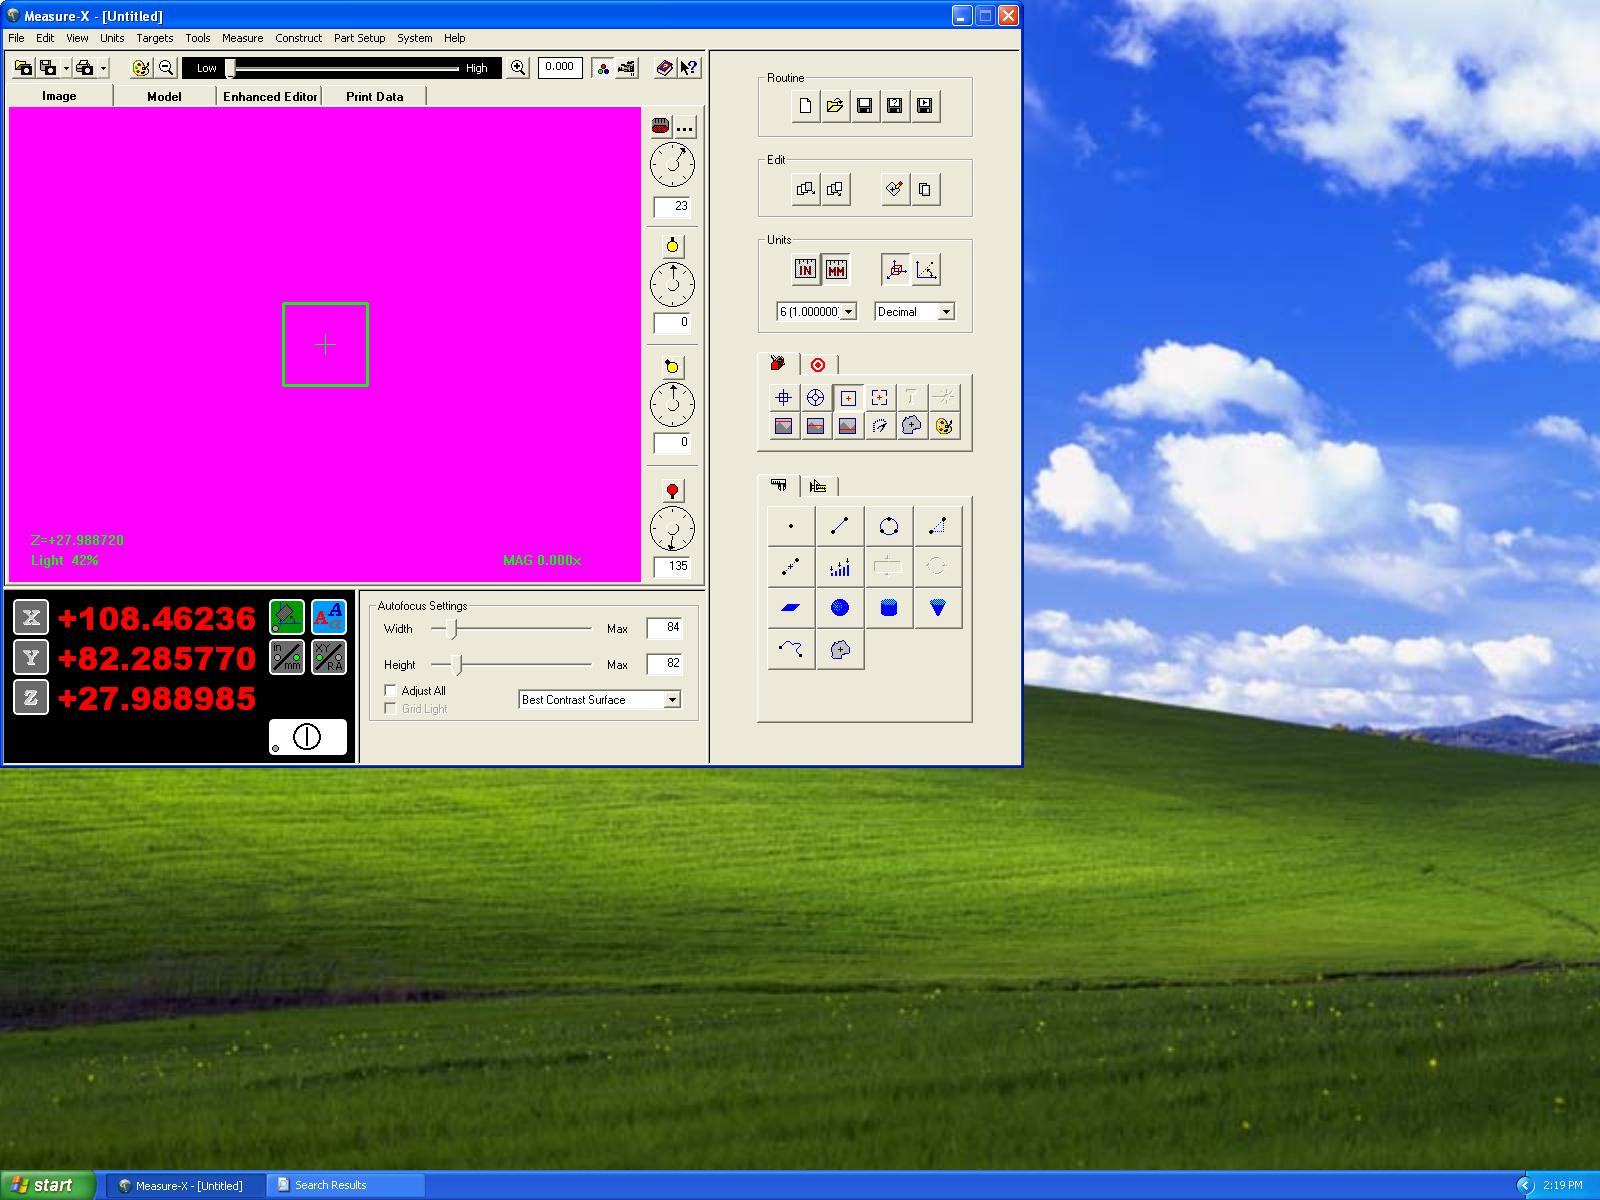 Measure-X - [Untitled]
File Edit View Units Targets Tools Measure Construct Part Setup System Help
Low High 0.000
Image Model Enhanced Editor Print Data
23
0
0
135
Z=+27.988720
Light 42%
MAG 0.000x
X +108.46236
Y +82.285770
Z +27.988985
A A α
in mm
XY RA
Autofocus Settings
Width Max 84
Height Max 82
Adjust All
Grid Light
Best Contrast Surface
Routine
Edit
Units
IN MM
6 (1.000000) Decimal
start
Measure-X - [Untitled]
Search Results
2:19 PM